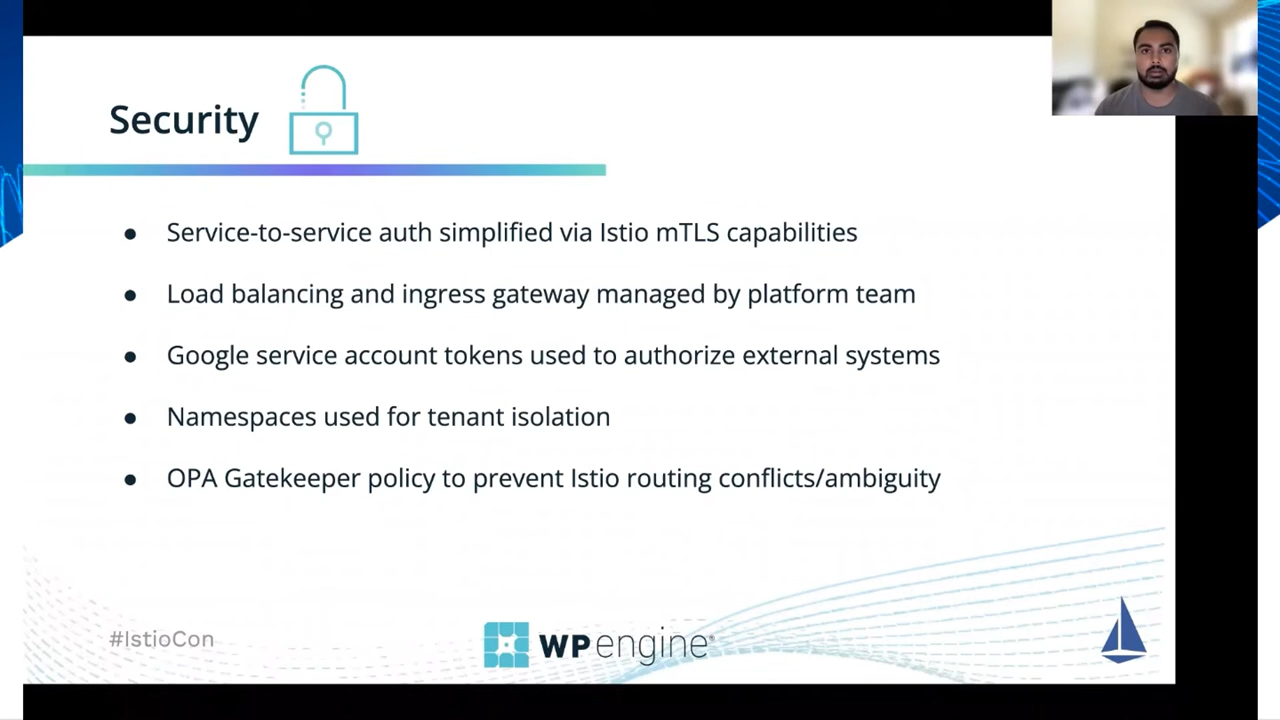 Security
● Service-to-service auth simplified via Istio mTLS capabilities
● Load balancing and ingress gateway managed by platform team
● Google service account tokens used to authorize external systems
● Namespaces used for tenant isolation
● OPA Gatekeeper policy to prevent Istio routing conflicts/ambiguity
#IstioCon
WP engine®